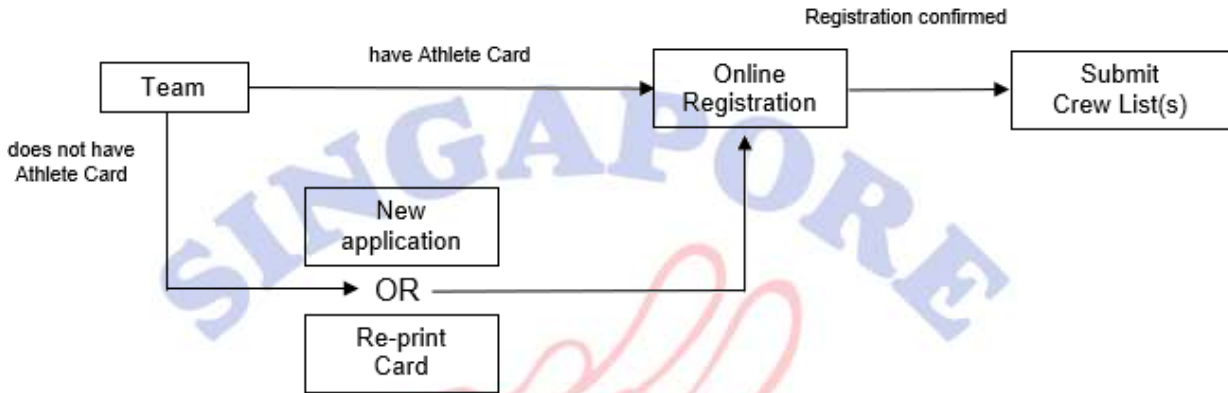 Registration confirmed
have Athlete Card
Team
Online
Registration
Submit
Crew List(s)
does not have
Athlete Card
New
application
OR
Re-print
Card
SINGAPORE